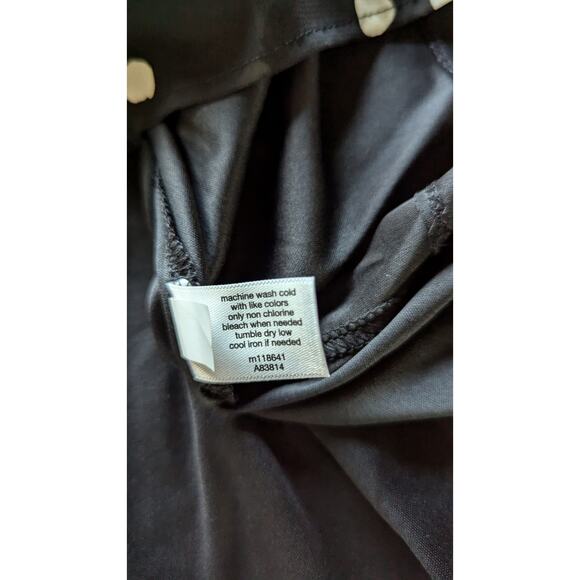 machine wash cold
with like colors
only non chlorine
bleach when needed
tumble dry low
cool iron if needed
m118641
A83814